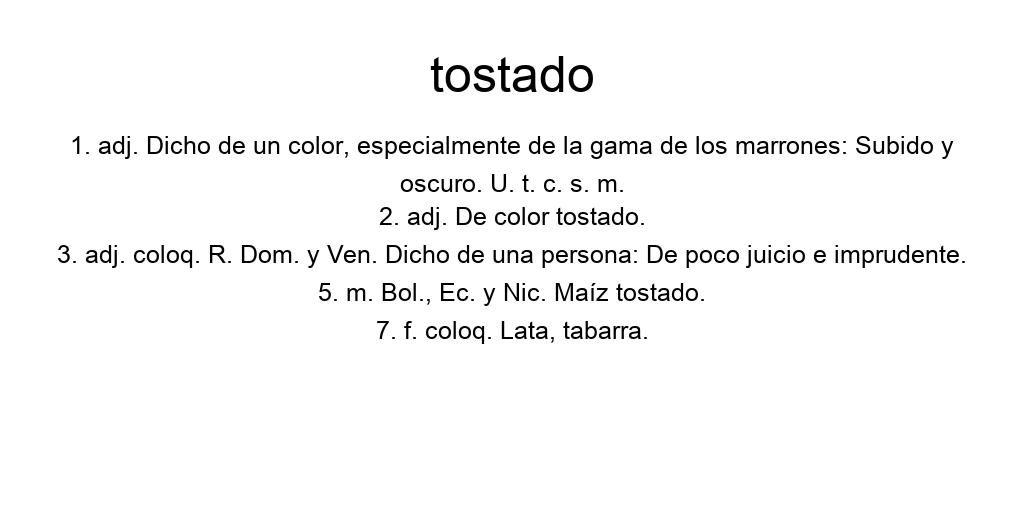 tostado
1. adj. Dicho de un color, especialmente de la gama de los marrones: Subido y
oscuro. U. t. c. s. m.
2. adj. De color tostado.
3. adj. coloq. R. Dom. y Ven. Dicho de una persona: De poco juicio e imprudente.
5. m. Bol., Ec. y Nic. Maíz tostado.
7. f. coloq. Lata, tabarra.